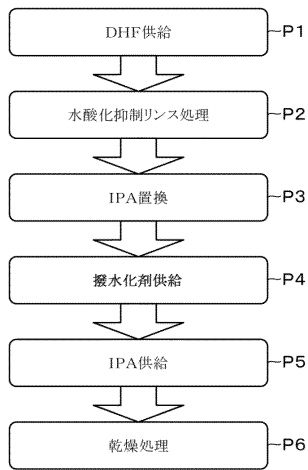 DHF供給 P1
水酸化抑制リンス処理 P2
IPA置換 P3
撥水化剤供給 P4
IPA供給 P5
乾燥処理 P6